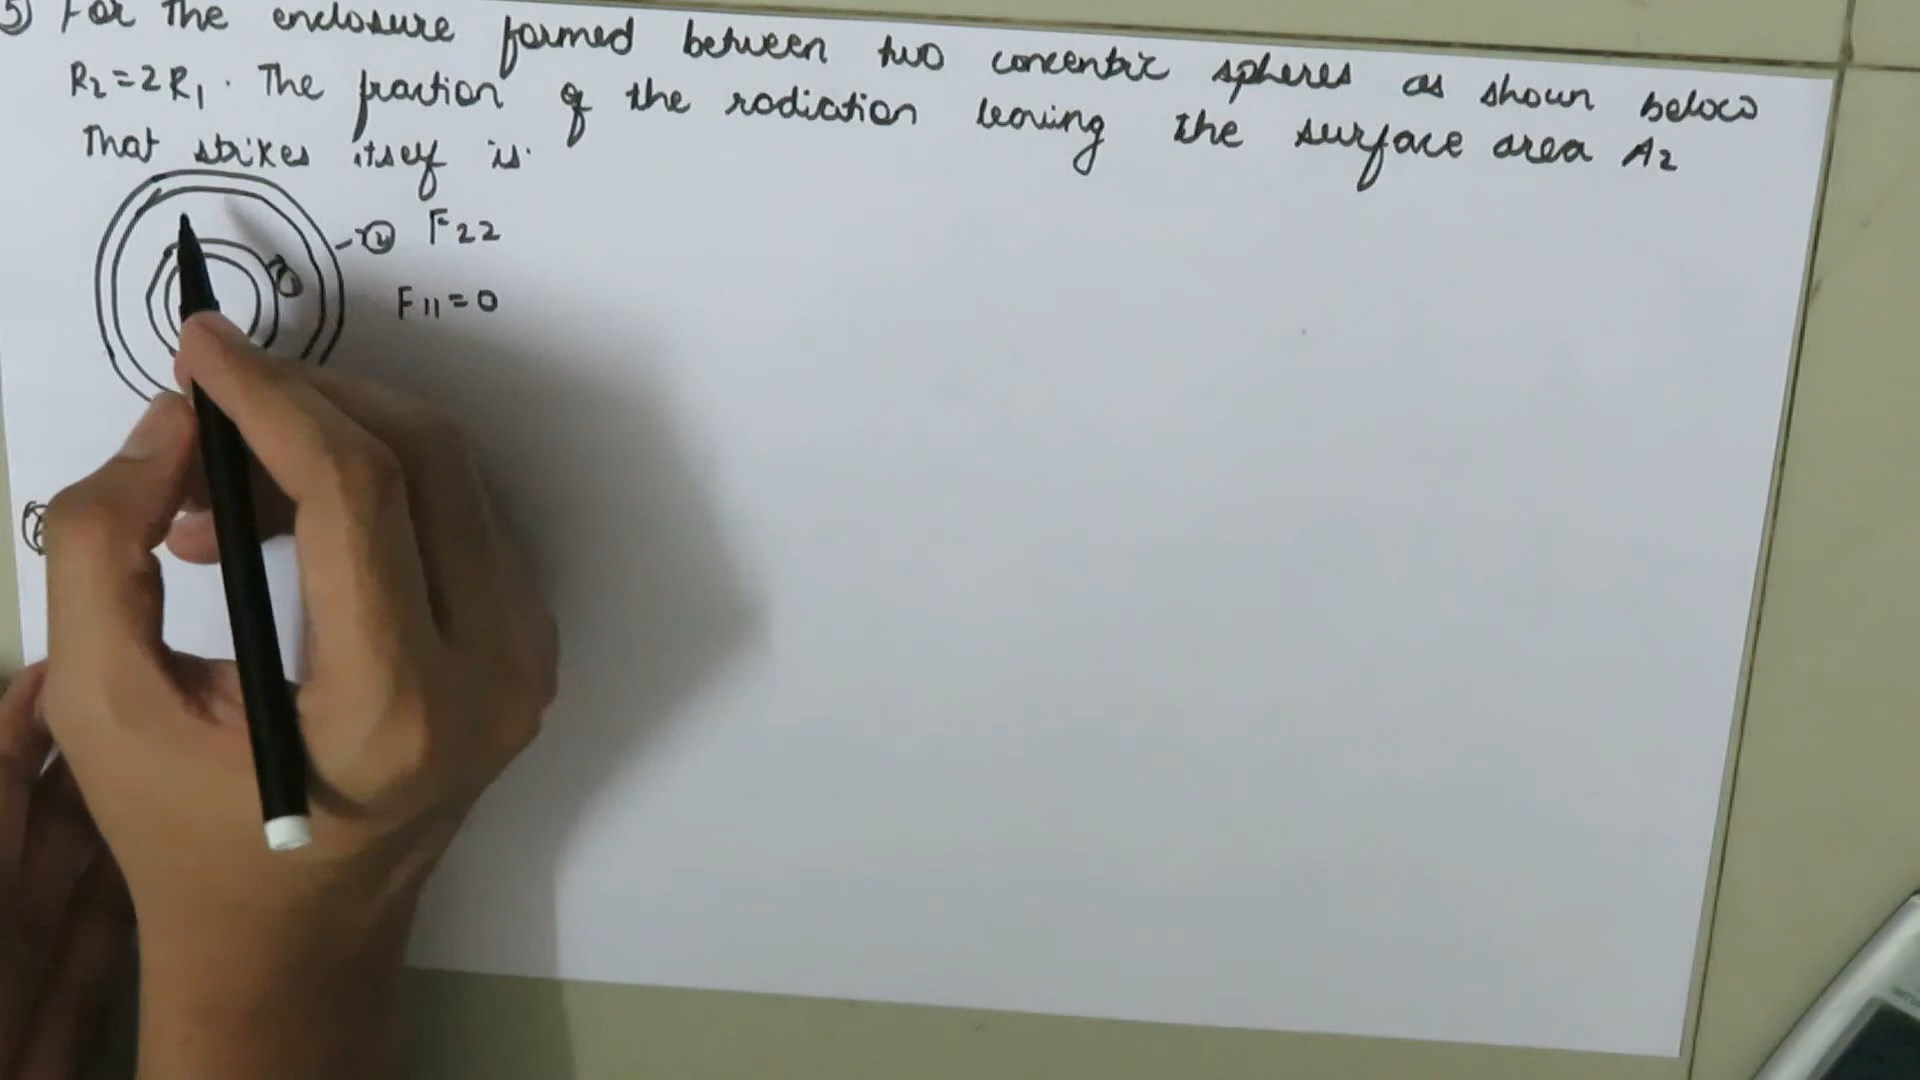 5) For the enclosure formed between two concentric spheres as shown below
R₂=2R₁. The fraction of the radiation leaving the surface area A₂
That strikes itself is.
② F₂₂
F₁₁=0